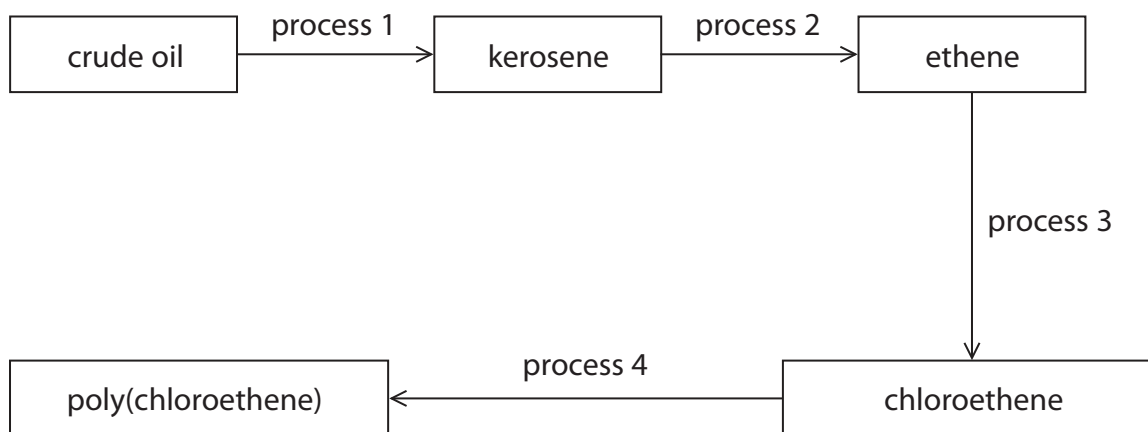 process 1
process 2
crude oil
kerosene
ethene
process 3
process 4
poly(chloroethene)
chloroethene